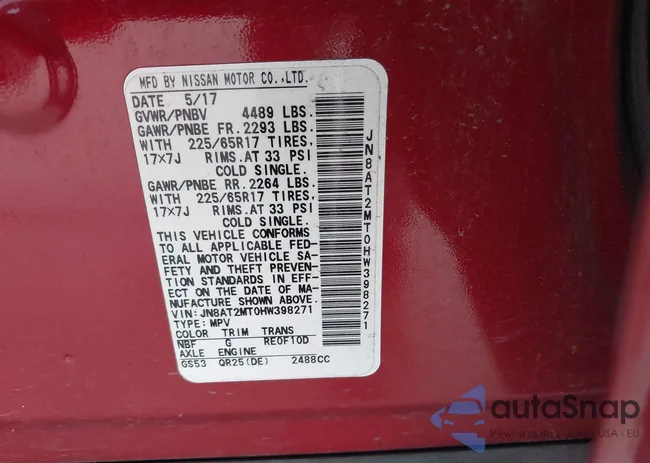 MFD BY NISSAN MOTOR CO.,LTD.
DATE 5/17
GVWR/PNBV 4489 LBS.
GAWR/PNBE FR. 2293 LBS.
WITH 225/65R17 TIRES,
17×7J RIMS.AT 33 PSI
COLD SINGLE.
GAWR/PNBE RR. 2264 LBS.
WITH 225/65R17 TIRES,
17×7J RIMS.AT 33 PSI
COLD SINGLE.
THIS VEHICLE CONFORMS
TO ALL APPLICABLE FED-
ERAL MOTOR VEHICLE SA-
FETY AND THEFT PREVEN-
TION STANDARDS IN EFF-
ECT ON THE DATE OF MA-
NUFACTURE SHOWN ABOVE.
VIN:JN8AT2MT0HW398271
TYPE: MPV
COLOR TRIM TRANS
NBF G RE0F10D
AXLE ENGINE
GS53 QR25(DE) 2488CC
JN8AT2MT0HW398271
autoSnap
USA | EU